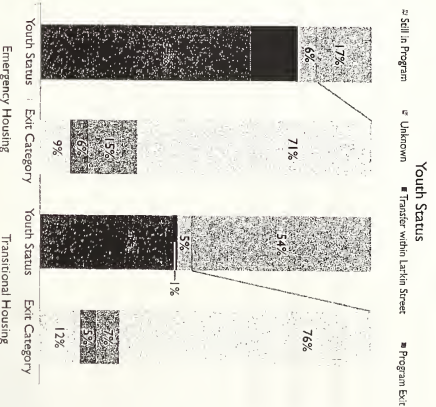 Youth Status
Still in Program
Unknown
Transfer within Larkin Street
Program Exit
17%
6%
71%
15%
6%
9%
54%
5%
1%
76%
7%
5%
12%
Youth Status
Exit Category
Youth Status
Exit Category
Emergency Housing
Transitional Housing